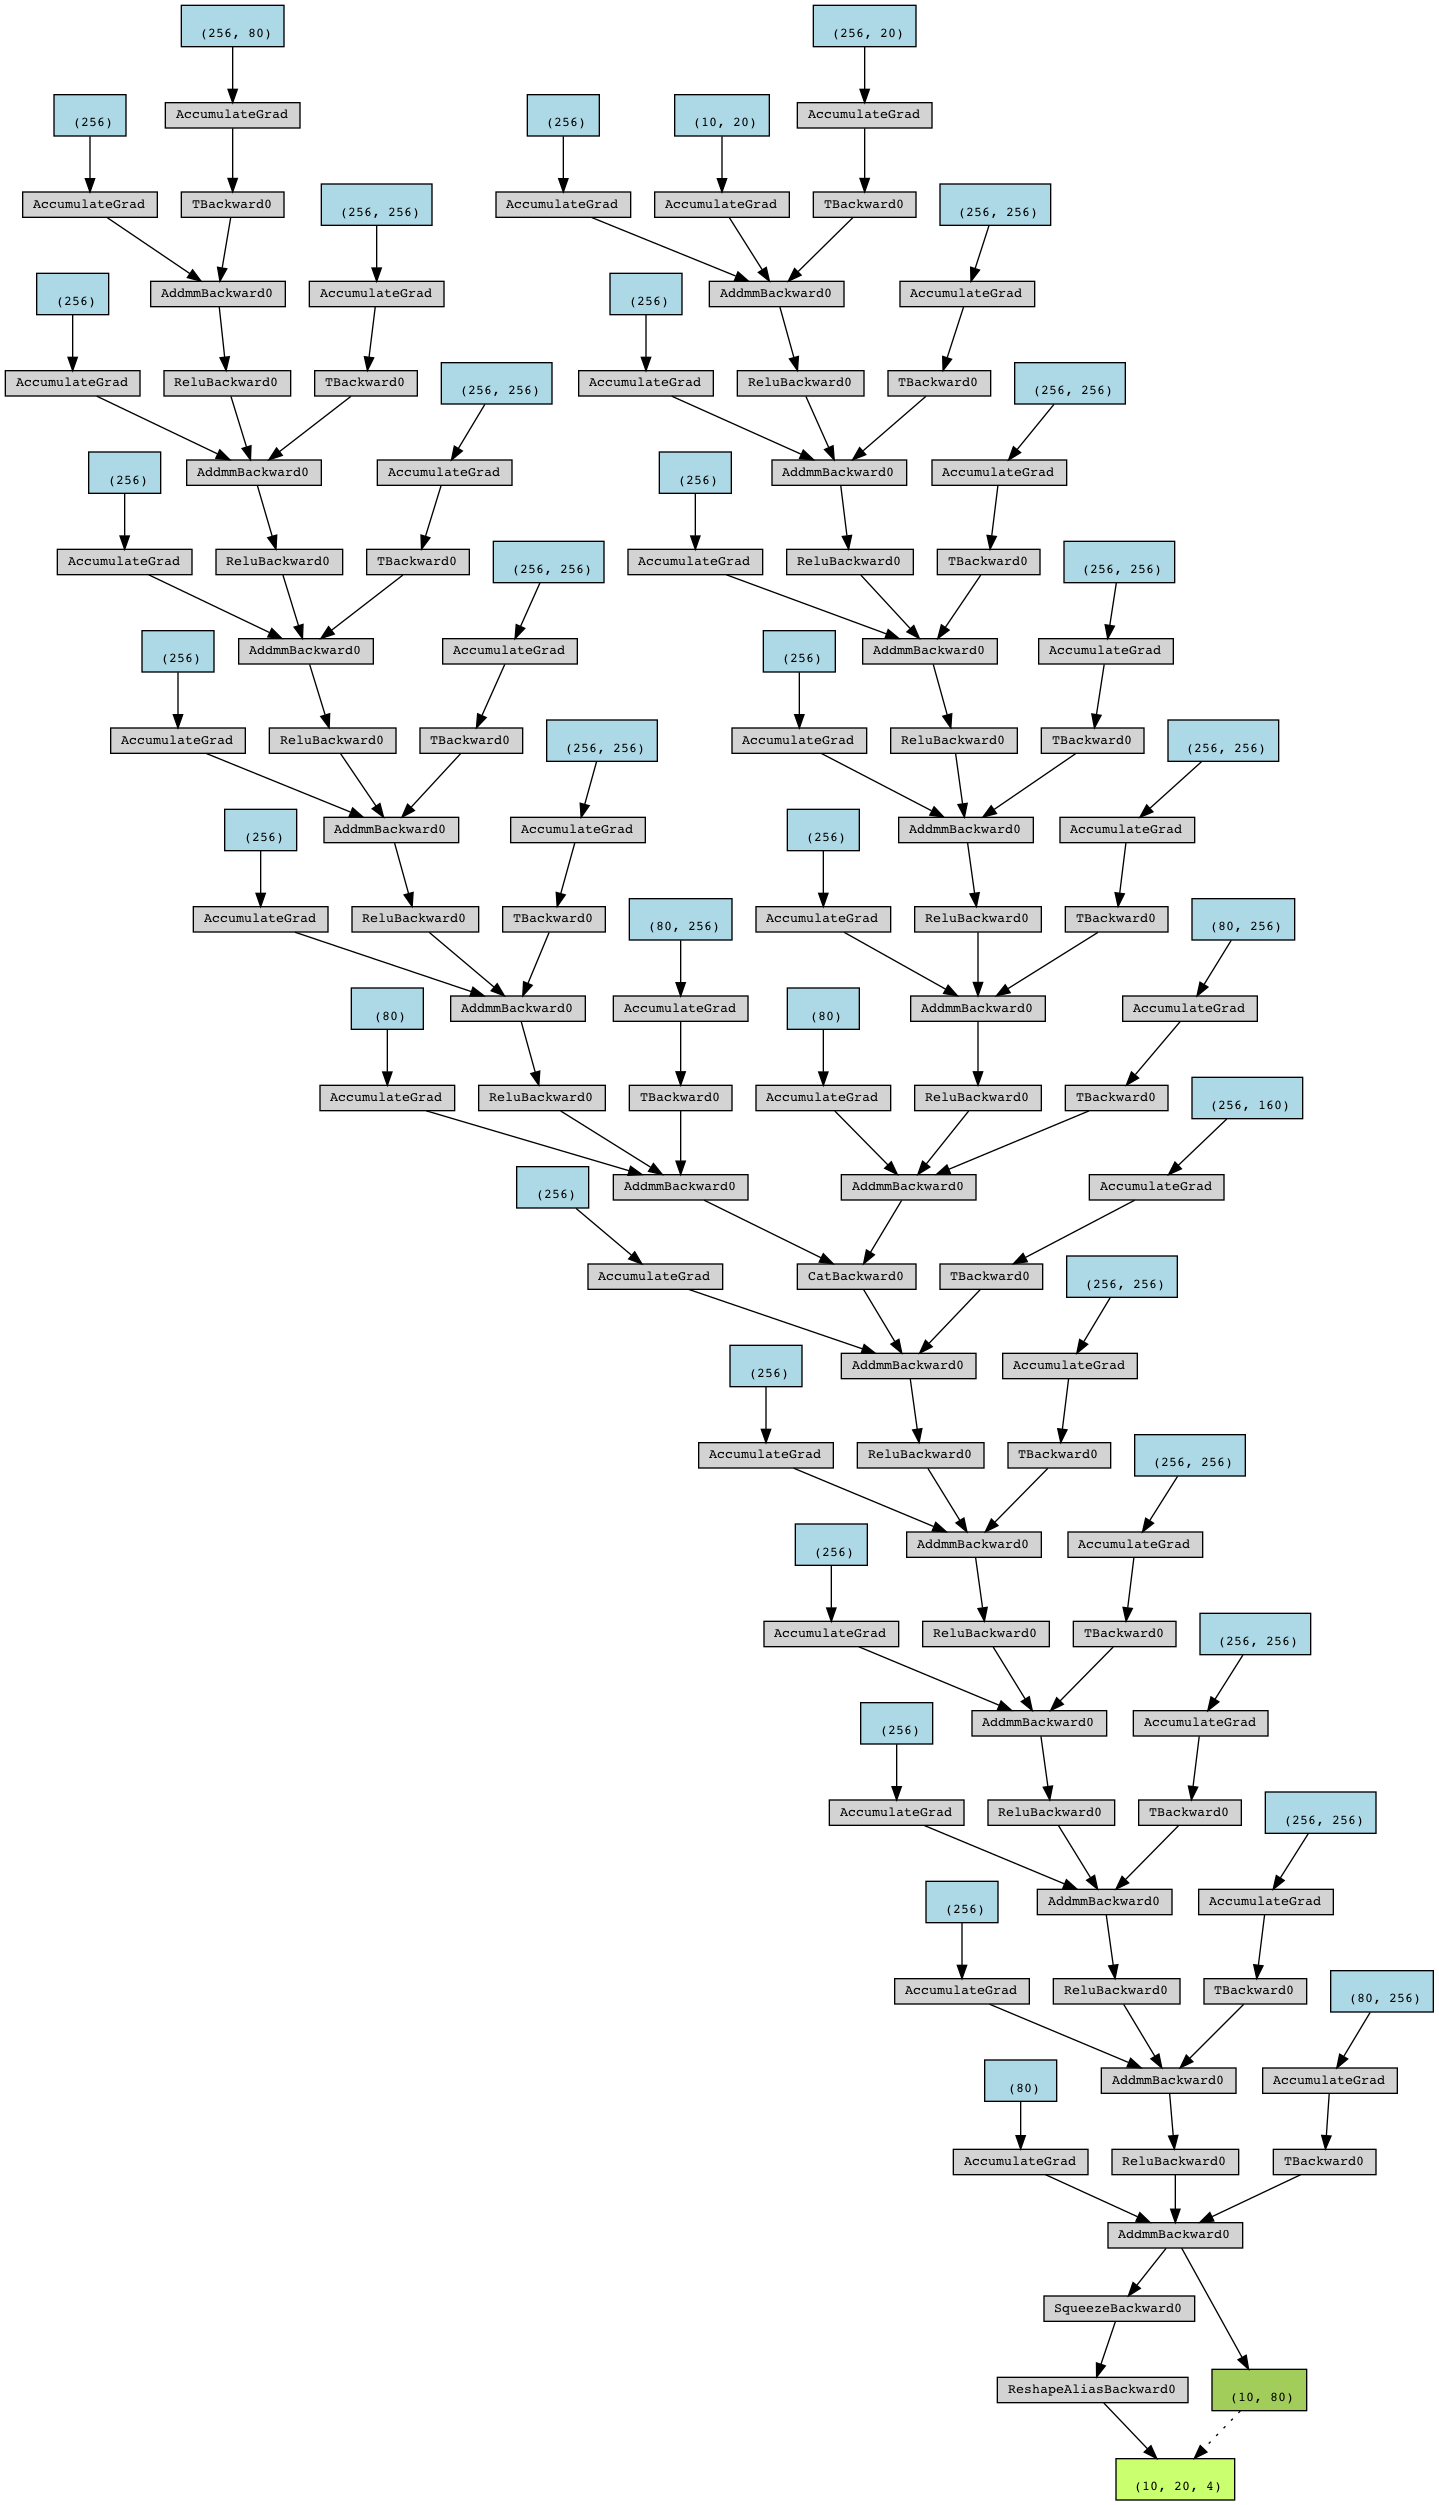 (256, 80)
(256, 20)
(256)
AccumulateGrad
(256)
(10, 20)
AccumulateGrad
AccumulateGrad
TBackward0
(256, 256)
AccumulateGrad
AccumulateGrad
TBackward0
(256, 256)
(256)
AddmmBackward0
AccumulateGrad
(256)
AddmmBackward0
AccumulateGrad
AccumulateGrad
ReluBackward0
TBackward0
(256, 256)
AccumulateGrad
ReluBackward0
TBackward0
(256, 256)
(256)
AddmmBackward0
AccumulateGrad
(256)
AddmmBackward0
AccumulateGrad
AccumulateGrad
ReluBackward0
TBackward0
(256, 256)
AccumulateGrad
ReluBackward0
TBackward0
(256, 256)
(256)
AddmmBackward0
AccumulateGrad
(256)
AddmmBackward0
AccumulateGrad
AccumulateGrad
ReluBackward0
TBackward0
(256, 256)
AccumulateGrad
ReluBackward0
TBackward0
(256, 256)
(256)
AddmmBackward0
AccumulateGrad
(256)
AddmmBackward0
AccumulateGrad
AccumulateGrad
ReluBackward0
TBackward0
(80, 256)
AccumulateGrad
ReluBackward0
TBackward0
(80, 256)
(80)
AddmmBackward0
AccumulateGrad
(80)
AddmmBackward0
AccumulateGrad
AccumulateGrad
ReluBackward0
TBackward0
AccumulateGrad
ReluBackward0
TBackward0
(256, 160)
(256)
AddmmBackward0
AddmmBackward0
AccumulateGrad
AccumulateGrad
CatBackward0
TBackward0
(256, 256)
(256)
AddmmBackward0
AccumulateGrad
AccumulateGrad
ReluBackward0
TBackward0
(256, 256)
(256)
AddmmBackward0
AccumulateGrad
AccumulateGrad
ReluBackward0
TBackward0
(256, 256)
(256)
AddmmBackward0
AccumulateGrad
AccumulateGrad
ReluBackward0
TBackward0
(256, 256)
(256)
AddmmBackward0
AccumulateGrad
AccumulateGrad
ReluBackward0
TBackward0
(80, 256)
(80)
AddmmBackward0
AccumulateGrad
AccumulateGrad
ReluBackward0
TBackward0
AddmmBackward0
SqueezeBackward0
ReshapeAliasBackward0
(10, 80)
(10, 20, 4)